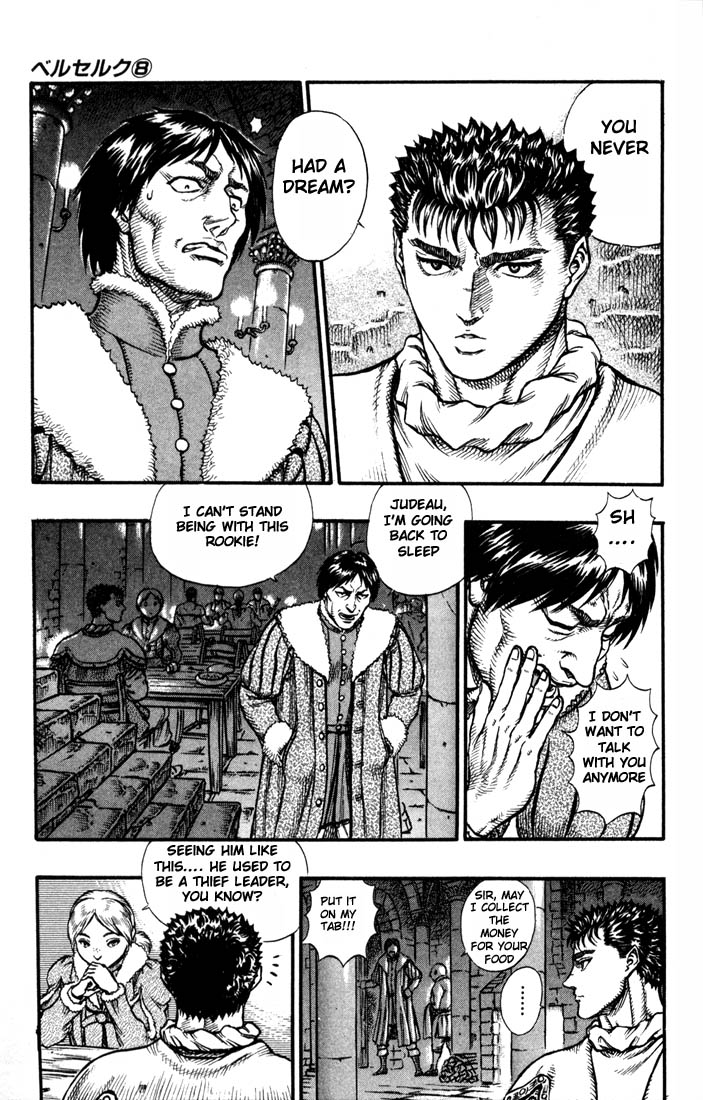 ベルセルク⑧
YOU
NEVER
HAD A
DREAM?
SH
....
I DON'T
WANT TO
TALK
WITH YOU
ANYMORE
JUDEAU,
I'M GOING
BACK TO
SLEEP
I CAN'T STAND
BEING WITH THIS
ROOKIE!
SIR, MAY
I COLLECT
THE
MONEY
FOR YOUR
FOOD
......
PUT IT
ON MY
TAB!!!
SEEING HIM LIKE
THIS.... HE USED TO
BE A THIEF LEADER,
YOU KNOW?